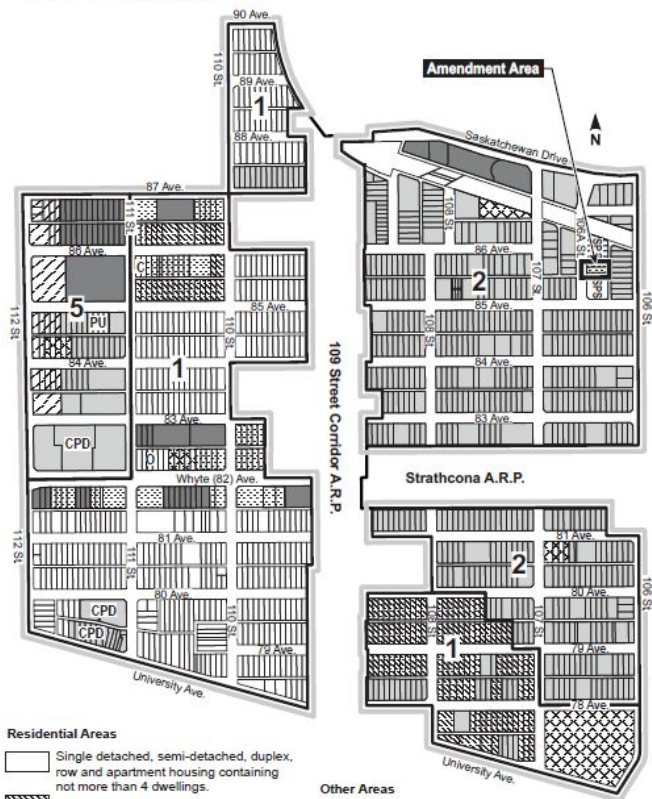 90 Ave.
110 St.
89 Ave.
1
88 Ave.
Amendment Area
N
Saskatchewan Drive
87 Ave.
111 St.
108 St.
106A St.
86 Ave.
C
86 Ave.
2
107 St.
SPS
5
85 Ave.
85 Ave.
112 St.
PU
110 St.
108 St.
106 St.
84 Ave.
1
84 Ave.
109 Street Corridor A.R.P.
83 Ave.
83 Ave.
CPD
Whyte (82) Ave.
Strathcona A.R.P.
81 Ave.
81 Ave.
112 St.
111 St.
2
80 Ave.
80 Ave.
106 St.
CPD
110 St.
108 St.
107 St.
CPD
79 Ave.
1
79 Ave.
University Ave.
78 Ave.
University Ave.
Residential Areas
Single detached, semi-detached, duplex,
row and apartment housing containing
not more than 4 dwellings.
Other Areas